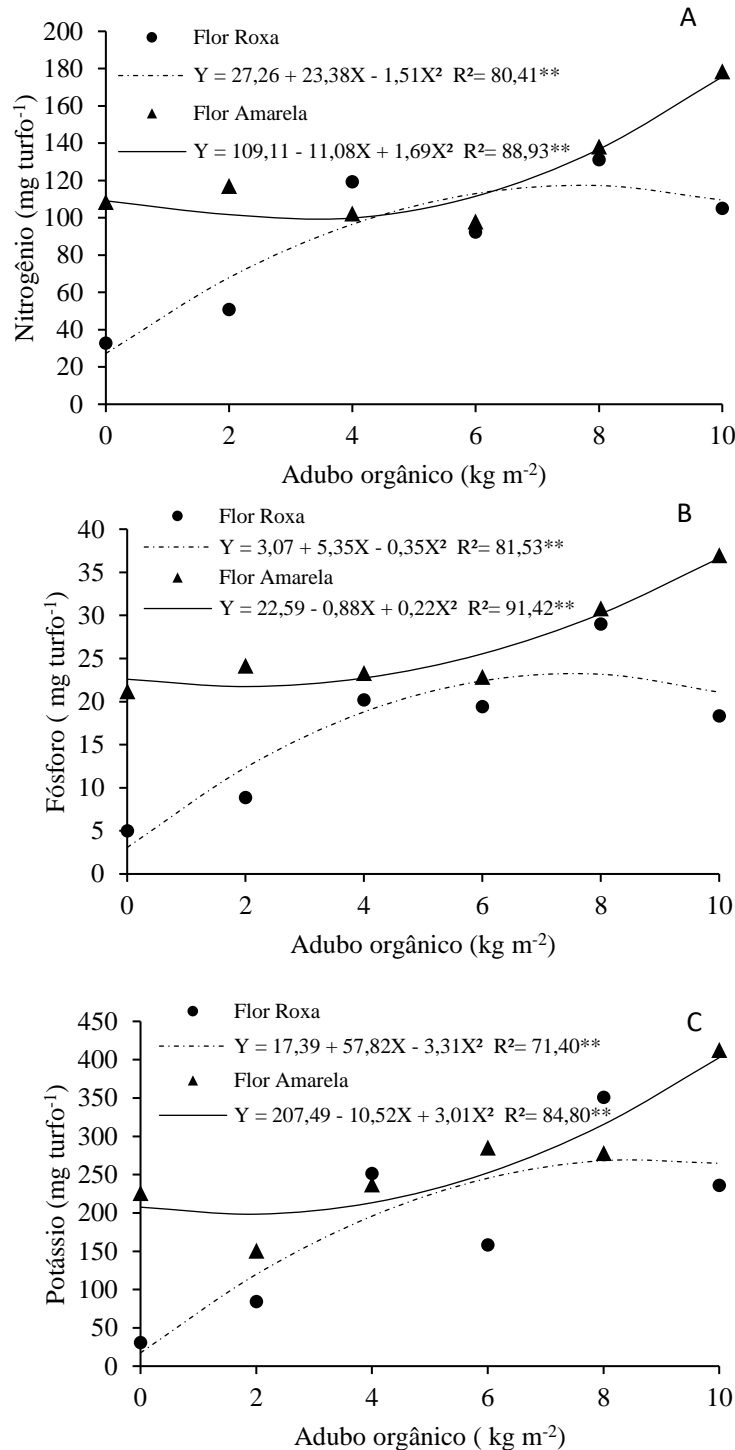 A
Flor Roxa
Y = 27,26 + 23,38X - 1,51X² R²= 80,41**
Flor Amarela
Y = 109,11 - 11,08X + 1,69X² R²= 88,93**
Nitrogênio (mg turfo⁻¹)
200
180
160
140
120
100
80
60
40
20
0
0 2 4 6 8 10
Adubo orgânico (kg m⁻²)
B
Flor Roxa
Y = 3,07 + 5,35X - 0,35X² R²= 81,53**
Flor Amarela
Y = 22,59 - 0,88X + 0,22X² R²= 91,42**
Fósforo ( mg turfo⁻¹)
40
35
30
25
20
15
10
5
0
0 2 4 6 8 10
Adubo orgânico (kg m⁻²)
C
Flor Roxa
Y = 17,39 + 57,82X - 3,31X² R²= 71,40**
Flor Amarela
Y = 207,49 - 10,52X + 3,01X² R²= 84,80**
Potássio (mg turfo⁻¹)
450
400
350
300
250
200
150
100
50
0
0 2 4 6 8 10
Adubo orgânico ( kg m⁻²)